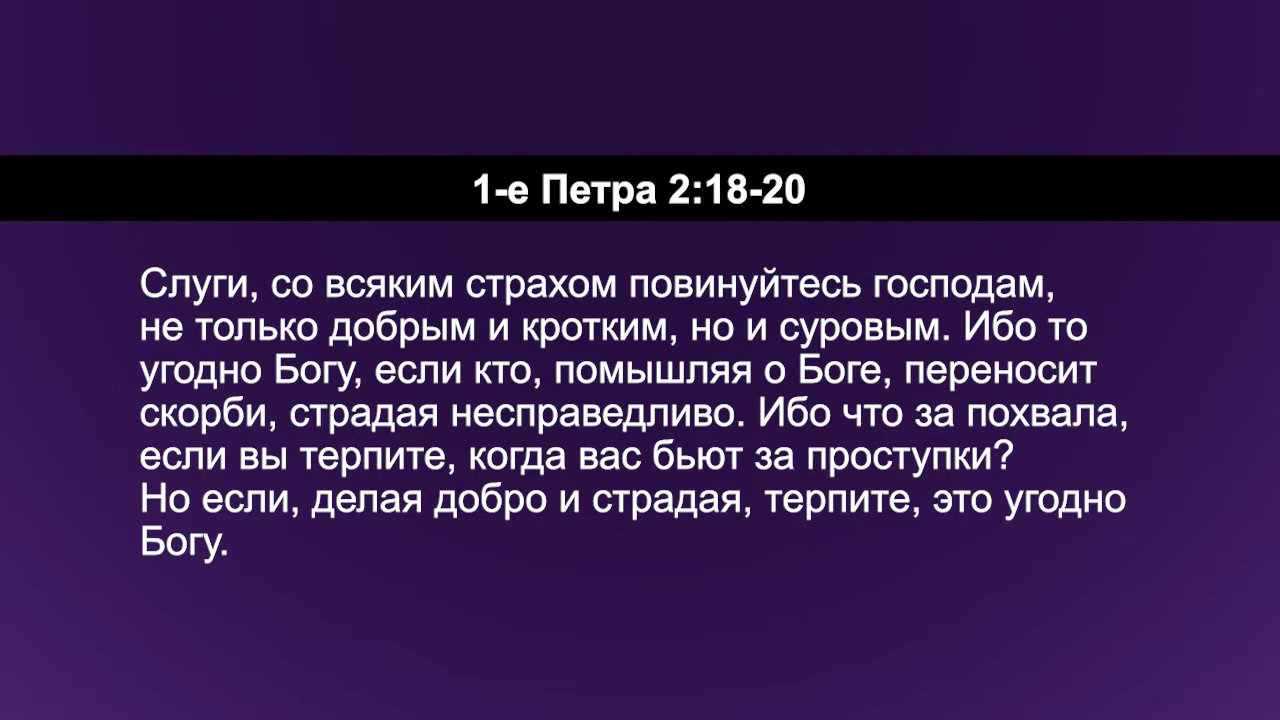 1-е Петра 2:18-20
Слуги, со всяким страхом повинуйтесь господам,
не только добрым и кротким, но и суровым. Ибо то
угодно Богу, если кто, помышляя о Боге, переносит
скорби, страдая несправедливо. Ибо что за похвала,
если вы терпите, когда вас бьют за проступки?
Но если, делая добро и страдая, терпите, это угодно
Богу.